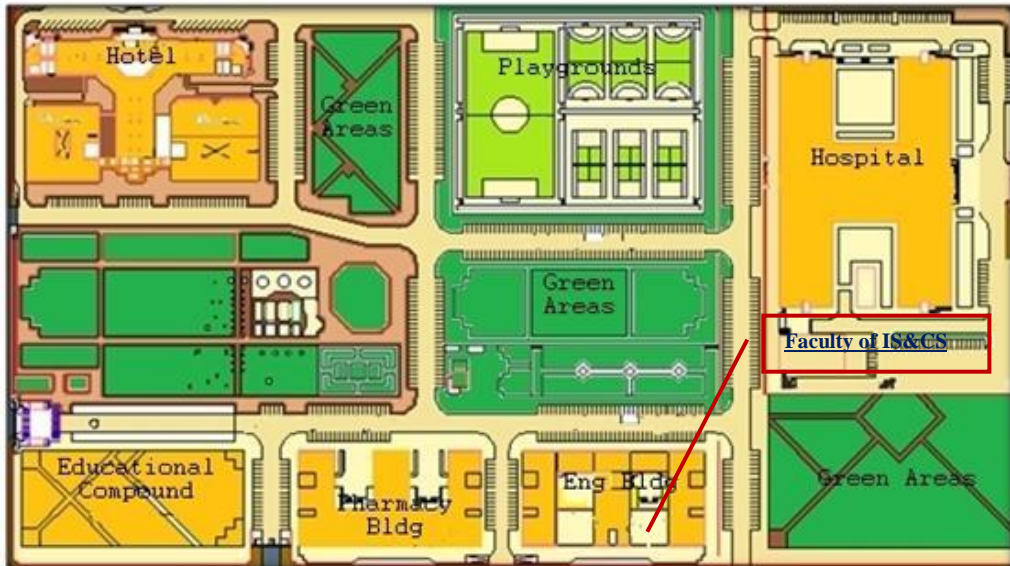 Hotel
Green
Areas
Playgrounds
Hospital
Green
Areas
Faculty of IS&CS
Educational
Compound
Pharmacy
Bldg
Eng Bldg
Green Areas